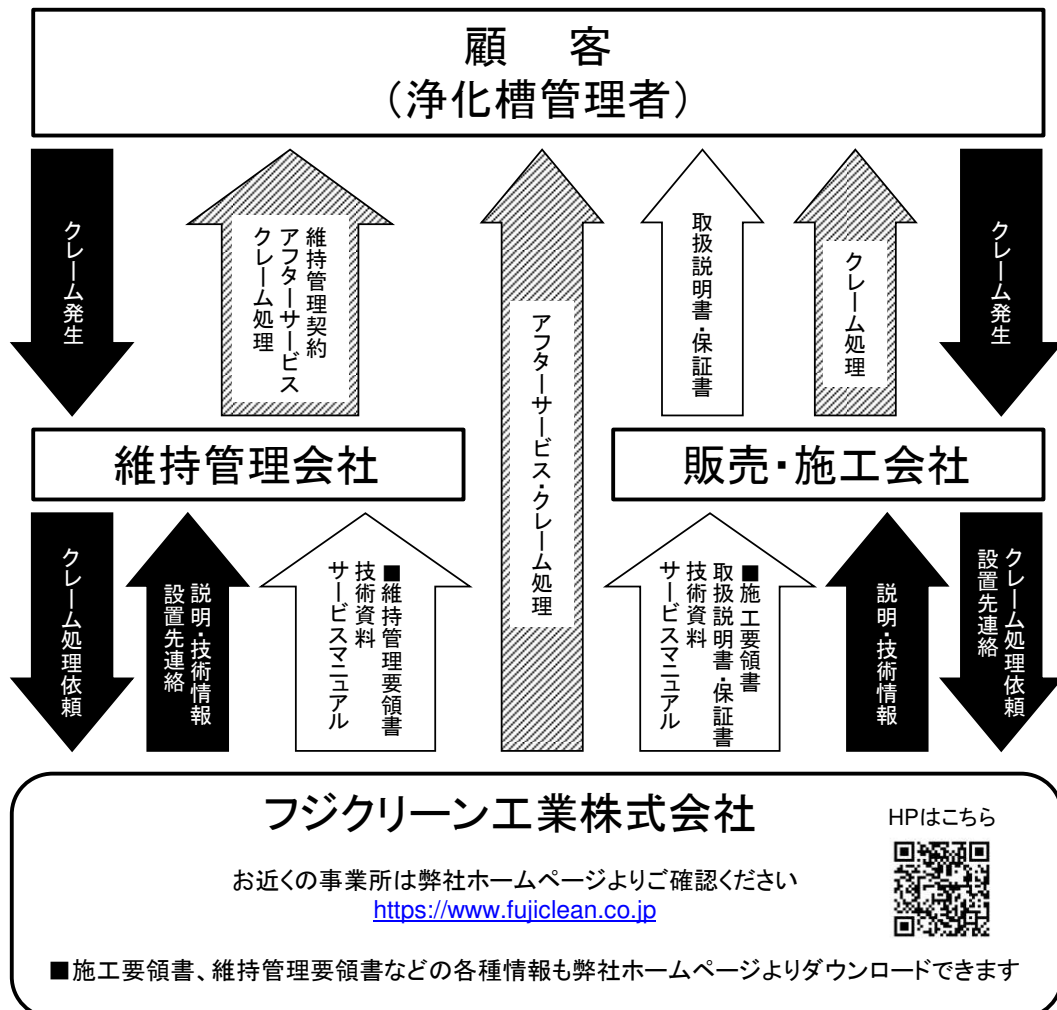 顧　客
（浄化槽管理者）
クレーム発生
維持管理契約
アフターサービス
クレーム処理
アフターサービス・クレーム処理
取扱説明書・保証書
クレーム処理
クレーム発生
維持管理会社
販売・施工会社
クレーム処理依頼
説明・技術情報
設置先連絡
■維持管理要領書
技術資料
サービスマニュアル
■施工要領書
取扱説明書・保証書
技術資料
サービスマニュアル
説明・技術情報
クレーム処理依頼
設置先連絡
フジクリーン工業株式会社
HPはこちら
お近くの事業所は弊社ホームページよりご確認ください
https://www.fujiclean.co.jp
■施工要領書、維持管理要領書などの各種情報も弊社ホームページよりダウンロードできます